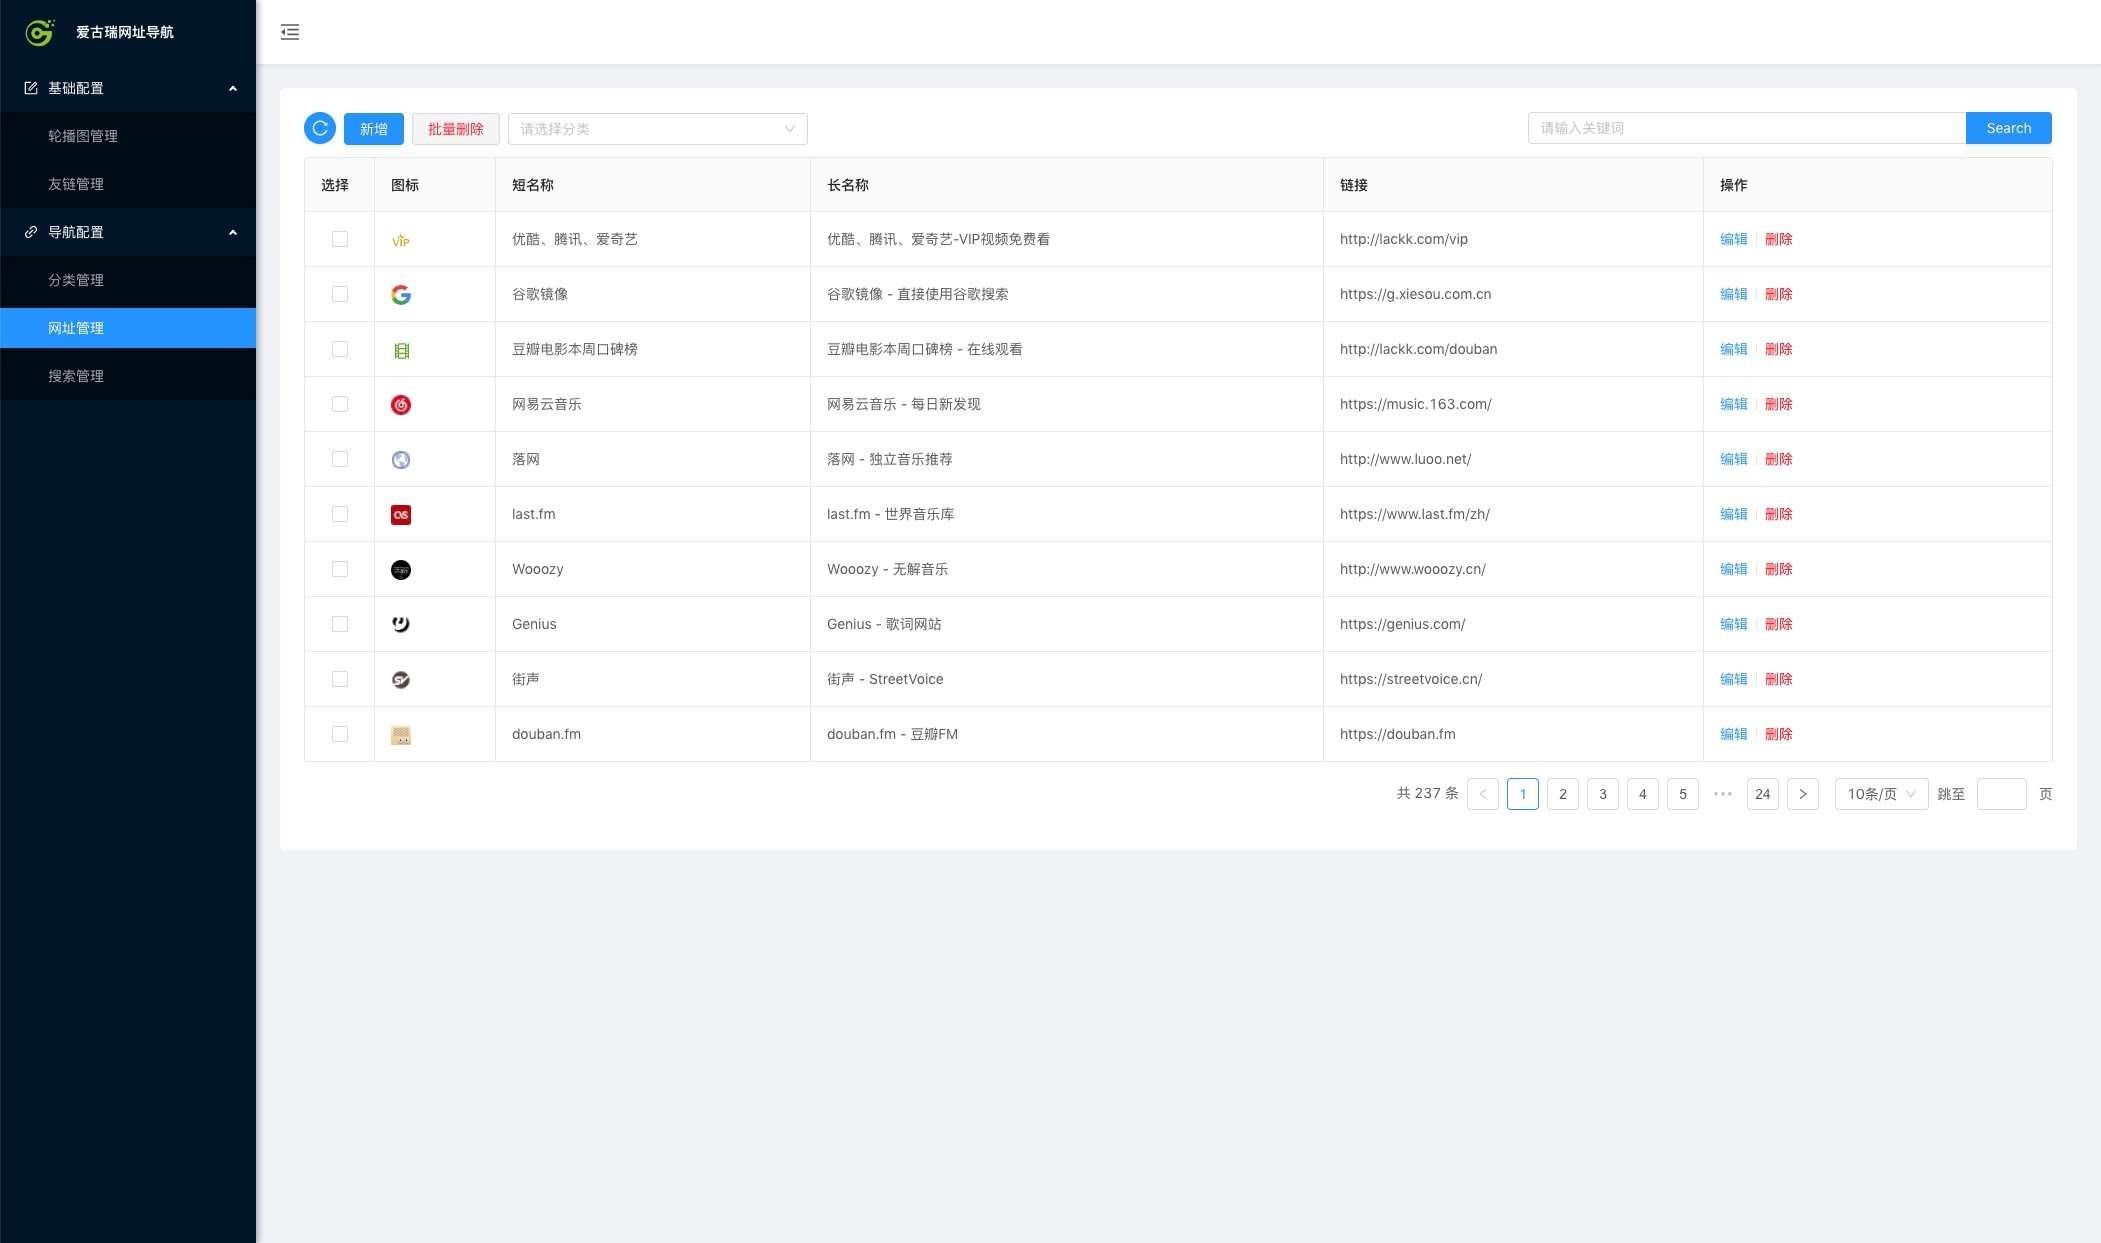 爱古瑞网址导航
基础配置
轮播图管理
友链管理
导航配置
分类管理
网址管理
搜索管理
新增 批量删除 请选择分类 请输入关键词 Search
选择 图标 短名称 长名称 链接 操作
VIP 优酷、腾讯、爱奇艺 优酷、腾讯、爱奇艺-VIP视频免费看 http://lackk.com/vip 编辑 删除
谷歌镜像 谷歌镜像 - 直接使用谷歌搜索 https://g.xiesou.com.cn 编辑 删除
豆瓣电影本周口碑榜 豆瓣电影本周口碑榜 - 在线观看 http://lackk.com/douban 编辑 删除
网易云音乐 网易云音乐 - 每日新发现 https://music.163.com/ 编辑 删除
落网 落网 - 独立音乐推荐 http://www.luoo.net/ 编辑 删除
last.fm last.fm - 世界音乐库 https://www.last.fm/zh/ 编辑 删除
Wooozy Wooozy - 无解音乐 http://www.wooozy.cn/ 编辑 删除
Genius Genius - 歌词网站 https://genius.com/ 编辑 删除
街声 街声 - StreetVoice https://streetvoice.cn/ 编辑 删除
douban.fm douban.fm - 豆瓣FM https://douban.fm 编辑 删除
共 237 条 < 1 2 3 4 5 ••• 24 > 10条/页 跳至 页